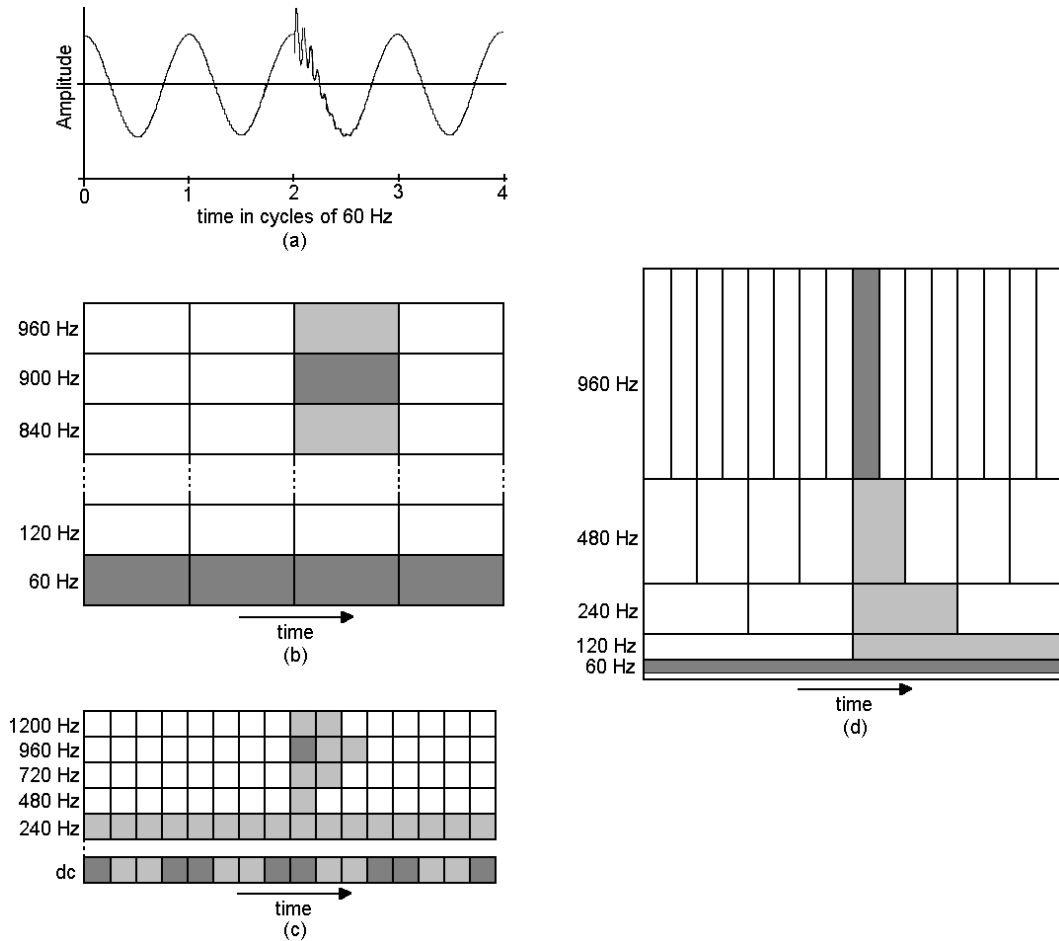 Amplitude
0 1 2 3 4
time in cycles of 60 Hz
(a)
960 Hz
900 Hz
840 Hz
120 Hz
60 Hz
time
(b)
1200 Hz
960 Hz
720 Hz
480 Hz
240 Hz
dc
time
(c)
960 Hz
480 Hz
240 Hz
120 Hz
60 Hz
time
(d)